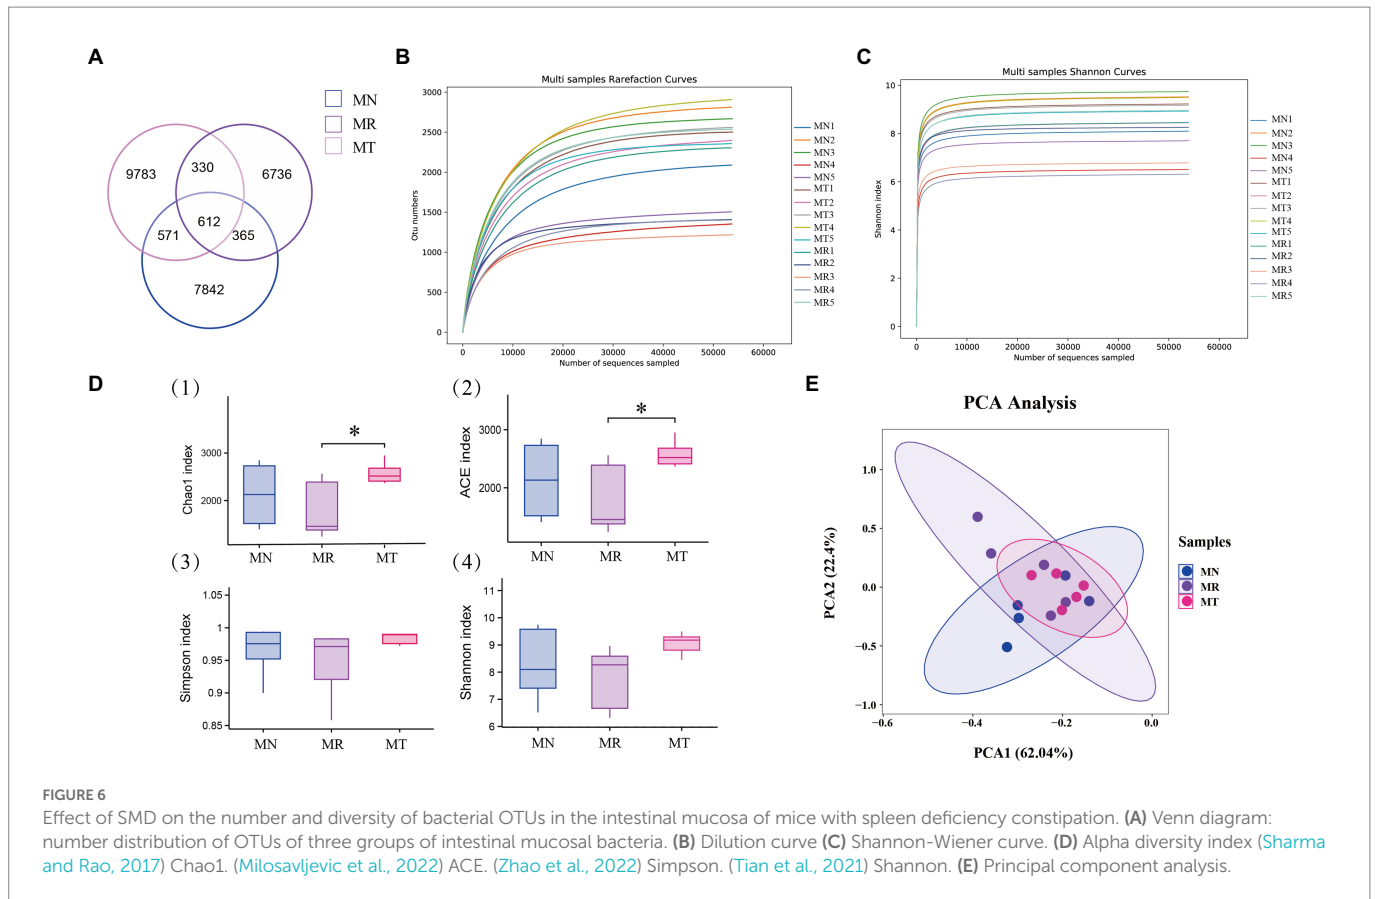 A
MN
MR
MT
9783
330
6736
612
571
365
7842
B
Multi samples Rarefaction Curves
Otu numbers
3000
2500
2000
1500
1000
500
0
0 10000 20000 30000 40000 50000 60000
Number of sequences sampled
MN1
MN2
MN3
MN4
MN5
MT1
MT2
MT3
MT4
MT5
MR1
MR2
MR3
MR4
MR5
C
Multi samples Shannon Curves
Shannon index
10
8
6
4
2
0
0 10000 20000 30000 40000 50000 60000
Number of sequences sampled
MN1
MN2
MN3
MN4
MN5
MT1
MT2
MT3
MT4
MT5
MR1
MR2
MR3
MR4
MR5
D
(1)
Chao1 index
3000
2000
*
MN MR MT
(2)
ACE index
3000
2000
*
MN MR MT
(3)
Simpson index
1.05
1
0.95
0.9
0.85
MN MR MT
(4)
Shannon index
11
10
9
8
7
6
MN MR MT
E
PCA Analysis
PCA2 (22.4%)
1.0
0.5
0.0
−0.5
−1.0
−0.6 −0.4 −0.2 0.0
PCA1 (62.04%)
Samples
MN
MR
MT
FIGURE 6
Effect of SMD on the number and diversity of bacterial OTUs in the intestinal mucosa of mice with spleen deficiency constipation. (A) Venn diagram:
number distribution of OTUs of three groups of intestinal mucosal bacteria. (B) Dilution curve (C) Shannon-Wiener curve. (D) Alpha diversity index (Sharma
and Rao, 2017) Chao1. (Milosavljevic et al., 2022) ACE. (Zhao et al., 2022) Simpson. (Tian et al., 2021) Shannon. (E) Principal component analysis.